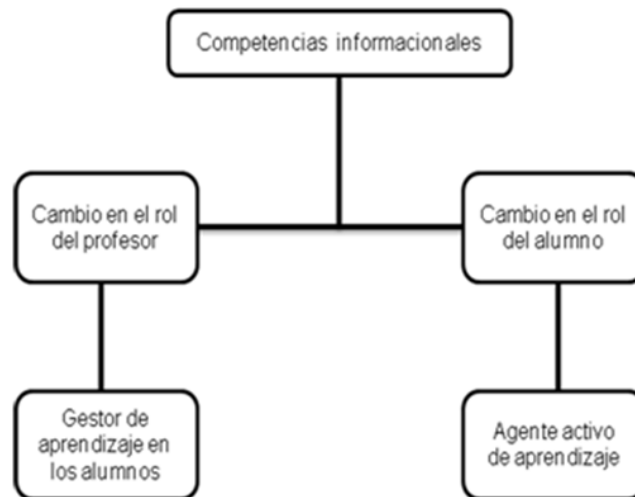 Competencias informacionales
Cambio en el rol
del profesor
Cambio en el rol
del alumno
Gestor de
aprendizaje en
los alumnos
Agente activo
de aprendizaje